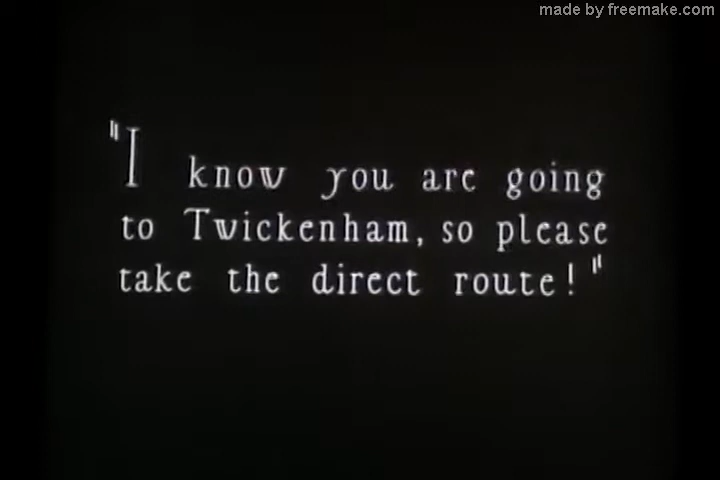 made by freemake.com
"I know you are going
to Twickenham, so please
take the direct route!"